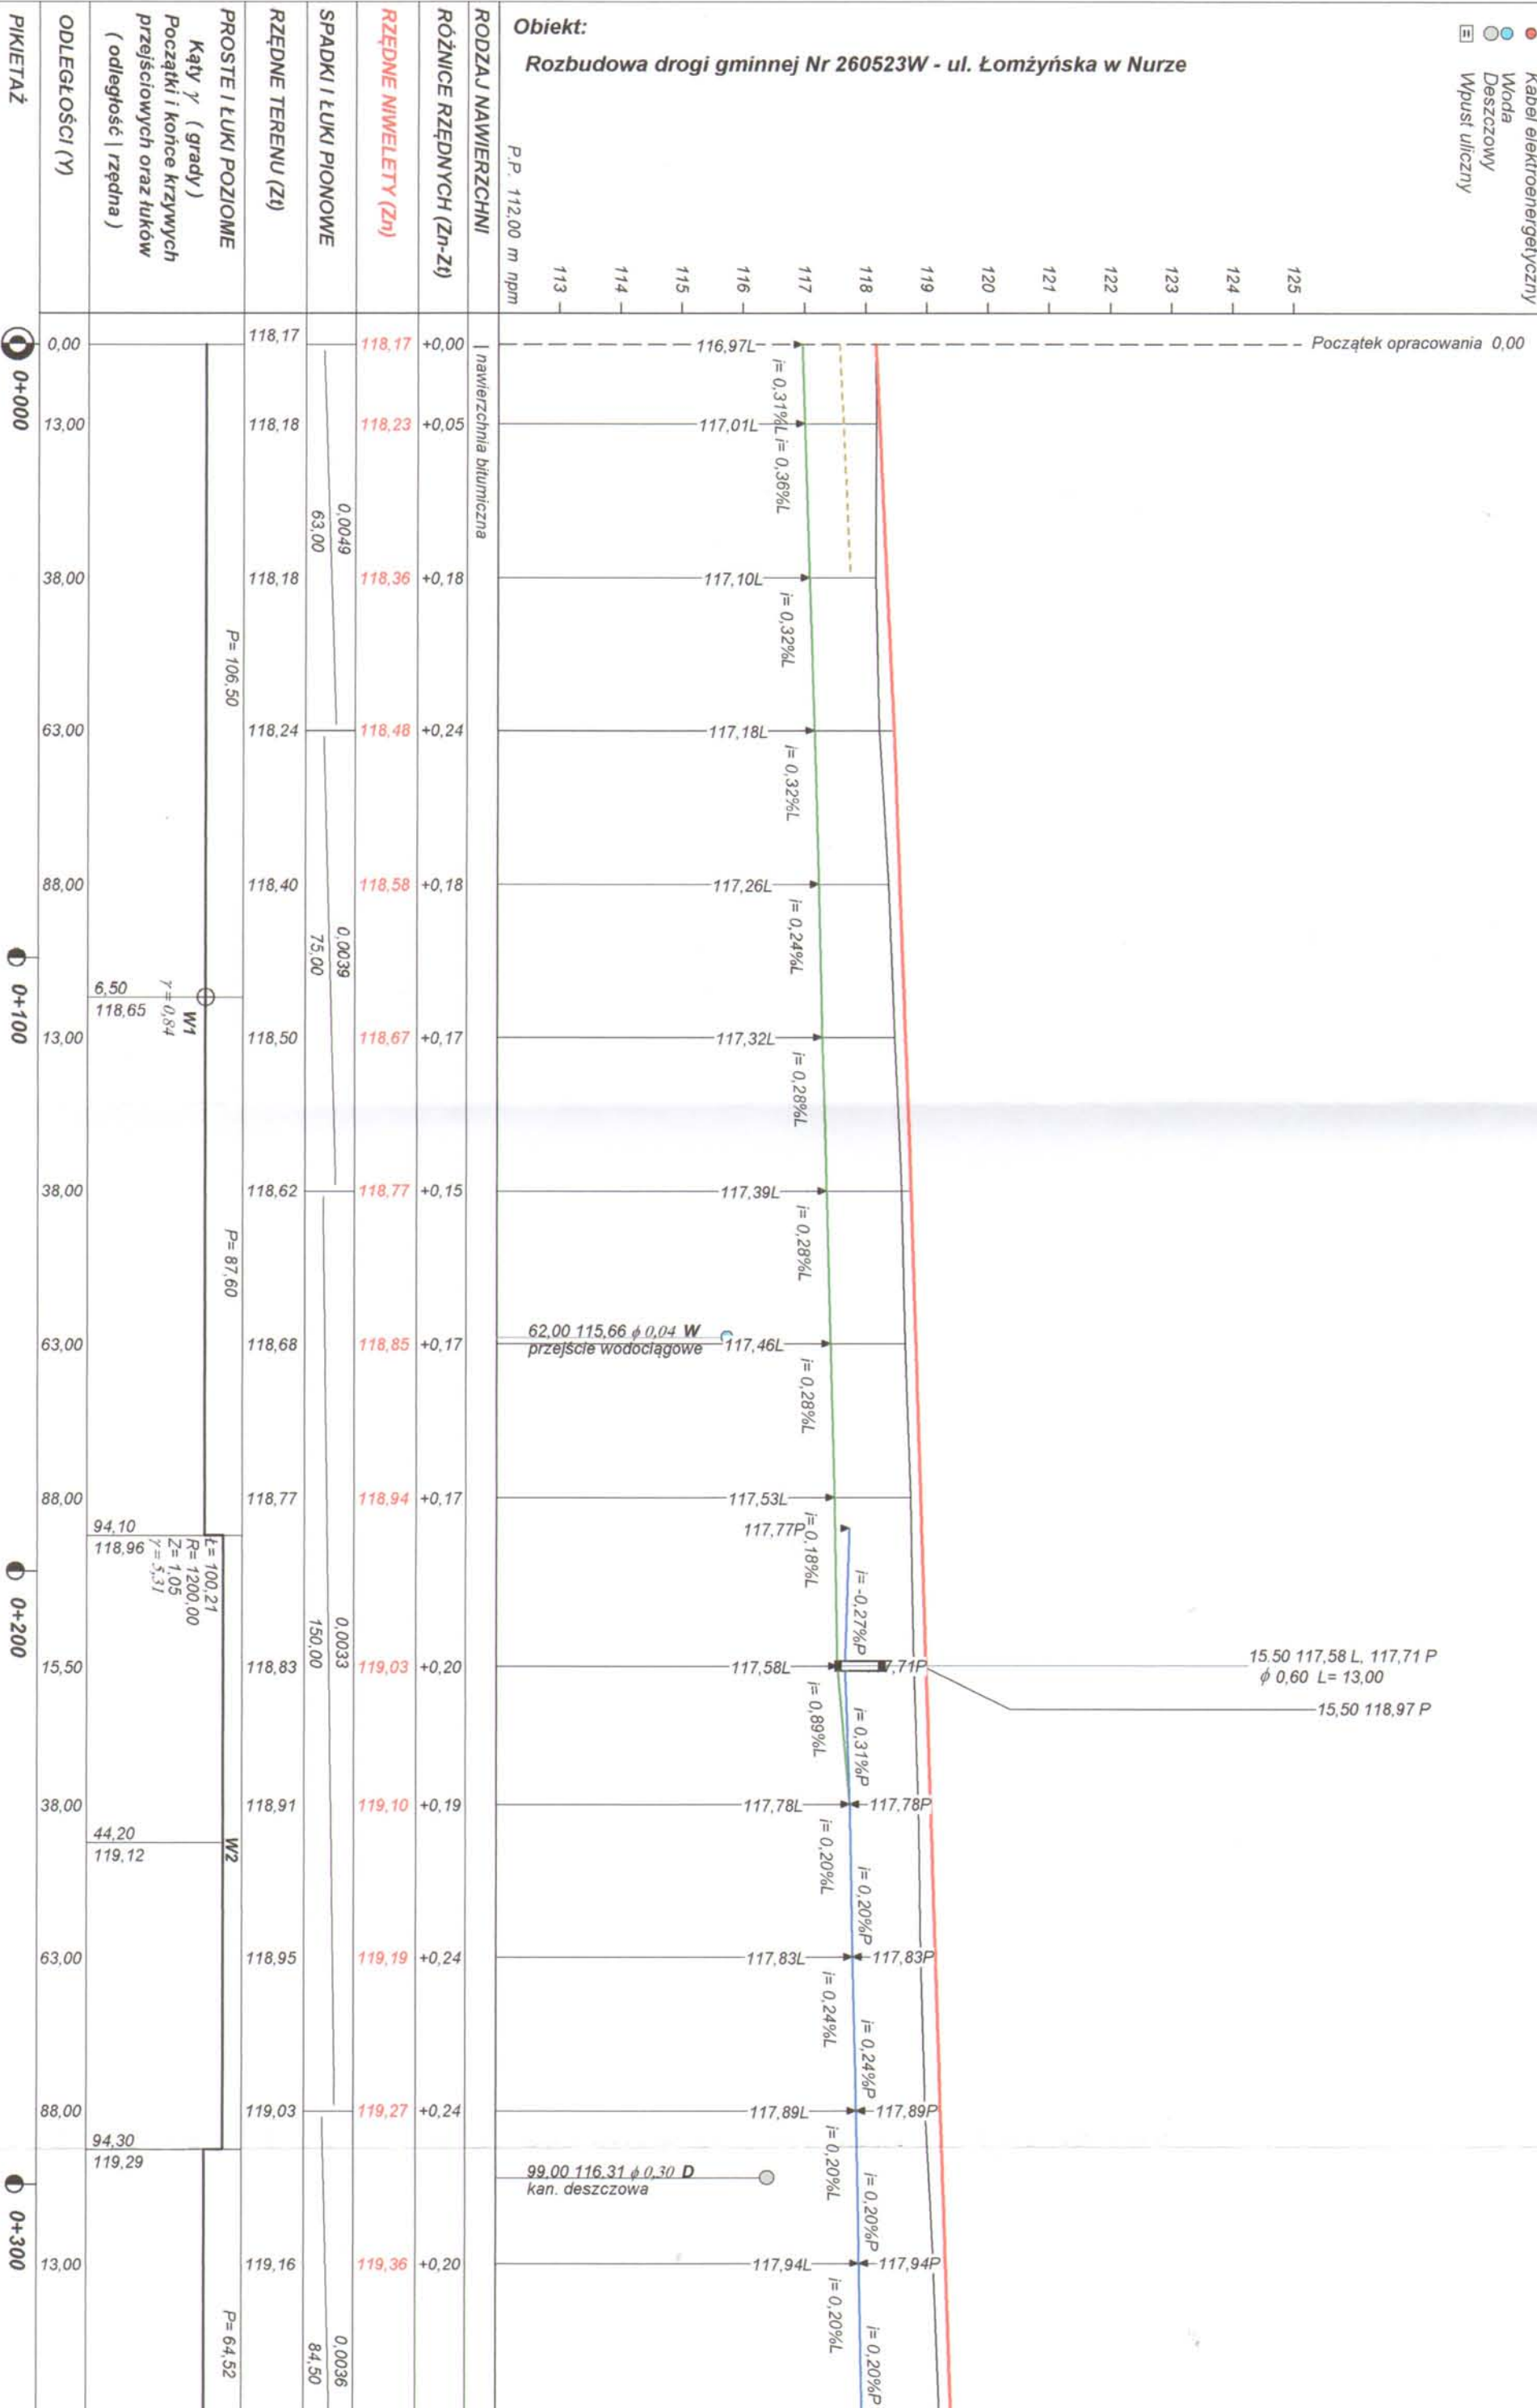 Kabel elektroenergetyczny
Woda
Deszczowy
Wpust uliczny
Obiekt:
Rozbudowa drogi gminnej Nr 260523W - ul. Łomżyńska w Nurze
P.P. 112,00 m npm
113
114
115
116
117
118
119
120
121
122
123
124
125
Początek opracowania 0,00
116,97L
117,01L
117,10L
117,18L
117,26L
117,32L
117,39L
117,46L
117,53L
117,58L
117,78L
117,83L
117,89L
117,94L
i= 0,31%L
i= 0,36%L
i= 0,32%L
i= 0,32%L
i= 0,24%L
i= 0,28%L
i= 0,28%L
i= 0,28%L
i= 0,18%L
i= 0,89%L
i= 0,20%L
i= 0,24%L
i= 0,20%L
i= 0,20%L
117,77P
7,71P
117,78P
117,83P
117,89P
117,94P
i= -0,27%P
i= 0,31%P
i= 0,20%P
i= 0,24%P
i= 0,20%P
i= 0,20%P
62,00 115,66 ϕ 0,04 W
przejście wodociągowe
99,00 116,31 ϕ 0,30 D
kan. deszczowa
15.50 117,58 L, 117,71 P
ϕ 0,60 L= 13,00
15,50 118,97 P
RODZAJ NAWIERZCHNI
nawierzchnia bitumiczna
RÓŻNICE RZĘDNYCH (Zn-Zt)
+0,00
+0,05
+0,18
+0,24
+0,18
+0,17
+0,15
+0,17
+0,17
+0,20
+0,19
+0,24
+0,24
+0,20
RZĘDNE NIWELETY (Zn)
118,17
118,23
118,36
118,48
118,58
118,67
118,77
118,85
118,94
119,03
119,10
119,19
119,27
119,36
SPADKI I ŁUKI PIONOWE
0,0049
63,00
0,0039
75,00
0,0033
150,00
0,0036
84,50
RZĘDNE TERENU (Zt)
118,17
118,18
118,18
118,24
118,40
118,50
118,62
118,68
118,77
118,83
118,91
118,95
119,03
119,16
PROSTE I ŁUKI POZIOME
Kąty γ ( grady )
Początki i końce krzywych
przejściowych oraz łuków
( odległość | rzędna )
P= 106,50
W1
γ = 0,84
6,50
118,65
P= 87,60
94,10
118,96
Ł= 100,21
R= 1200,00
Z= 1,05
γ = 5,31
W2
44,20
119,12
94,30
119,29
P= 64,52
ODLEGŁOŚCI (Y)
0,00
13,00
38,00
63,00
88,00
13,00
38,00
63,00
88,00
15,50
38,00
63,00
88,00
13,00
PIKIETAŻ
0+000
0+100
0+200
0+300